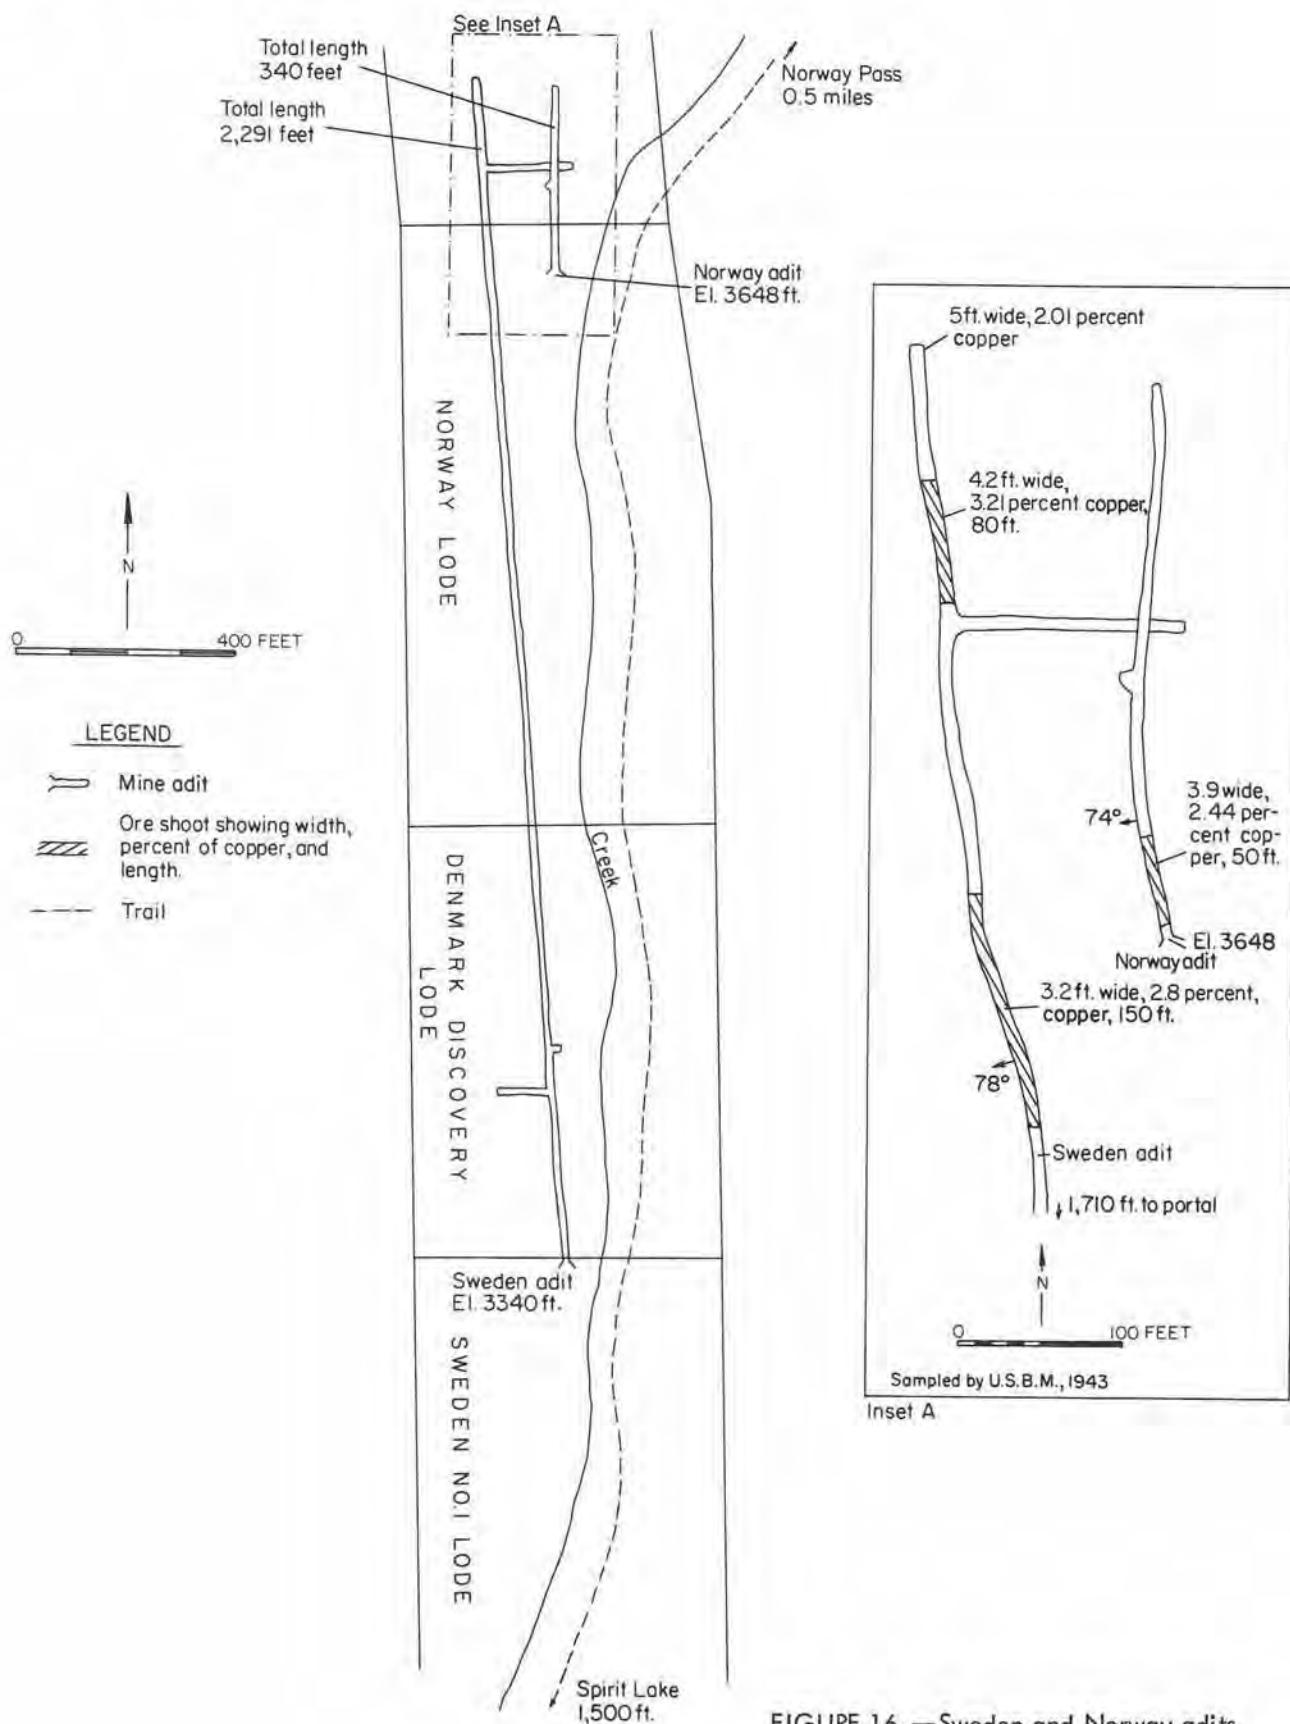 See Inset A
Total length
340 feet
Total length
2,291 feet
Norway Pass
0.5 miles
Norway adit
El. 3648 ft.
NORWAY LODE
N
0 400 FEET
LEGEND
Mine adit
Ore shoot showing width,
percent of copper, and
length.
Trail
Creek
DENMARK DISCOVERY
LODE
Sweden adit
El. 3340 ft.
SWEDEN NO.1 LODE
Spirit Lake
1,500 ft.
5ft. wide, 2.01 percent
copper
4.2 ft. wide,
3.21 percent copper,
80 ft.
74°
3.9 wide,
2.44 per-
cent cop-
per, 50 ft.
El. 3648
Norway adit
3.2 ft. wide, 2.8 percent,
copper, 150 ft.
78°
Sweden adit
1,710 ft. to portal
N
0 100 FEET
Sampled by U.S.B.M., 1943
Inset A
FIGURE 16.—Sweden and Norway adits